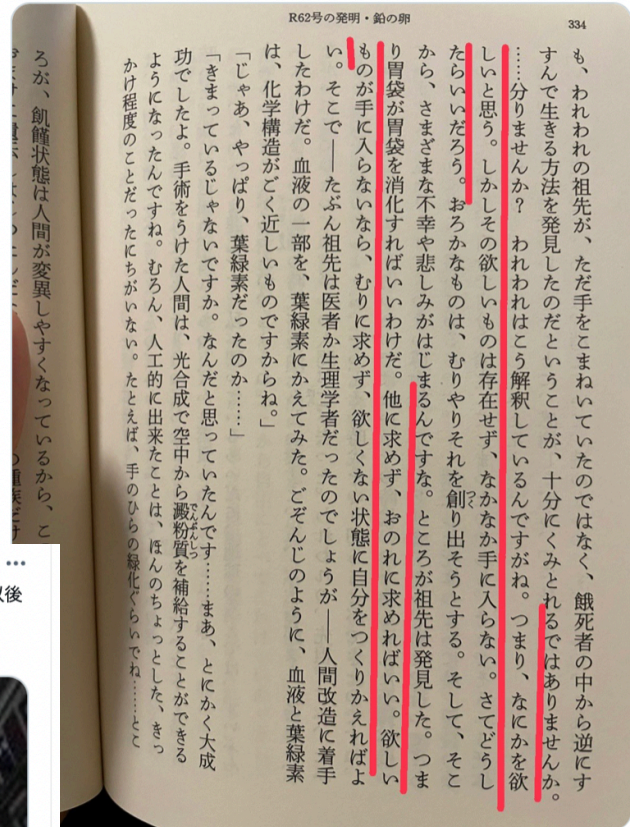 R62号の発明・鉛の卵
334
も、われわれの祖先が、ただ手をこまねいていたのではなく、餓死者の中から逆にす
すんで生きる方法を発見したのだということが、十分にくみとれるではありませんか。
……分りませんか？　われわれはこう解釈しているんですがね。つまり、なにかを欲
しいと思う。しかしその欲しいものは存在せず、なかなか手に入らない。さてどうし
たらいいだろう。おろかなものは、むりやりそれを創り出そうとする。そして、そこ
から、さまざまな不幸や悲しみがはじまるんですな。ところが祖先は発見した。つま
り胃袋が胃袋を消化すればいいわけだ。他に求めず、おのれに求めればいい。欲しい
ものが手に入らないなら、むりに求めず、欲しくない状態に自分をつくりかえればよ
い。そこで――たぶん祖先は医者か生理学者だったのでしょうが――人間改造に着手
したわけだ。血液の一部を、葉緑素にかえてみた。ごぞんじのように、血液と葉緑素
は、化学構造がごく近しいものですからね。」
「じゃあ、やっぱり、葉緑素だったのか……」
「きまっているじゃないですか。なんだと思っていたんです……まあ、とにかく大成
功でしたよ。手術をうけた人間は、光合成で空中から澱粉質を補給することができる
ようになったんですね。むろん、人工的に出来たことは、ほんのちょっとした、きっ
かけ程度のことだったにちがいない。たとえば、手のひらの緑化ぐらいでね……とこ
ろが、飢饉状態は人間が変異しやすくなっているから、こ
の種族だけ
後